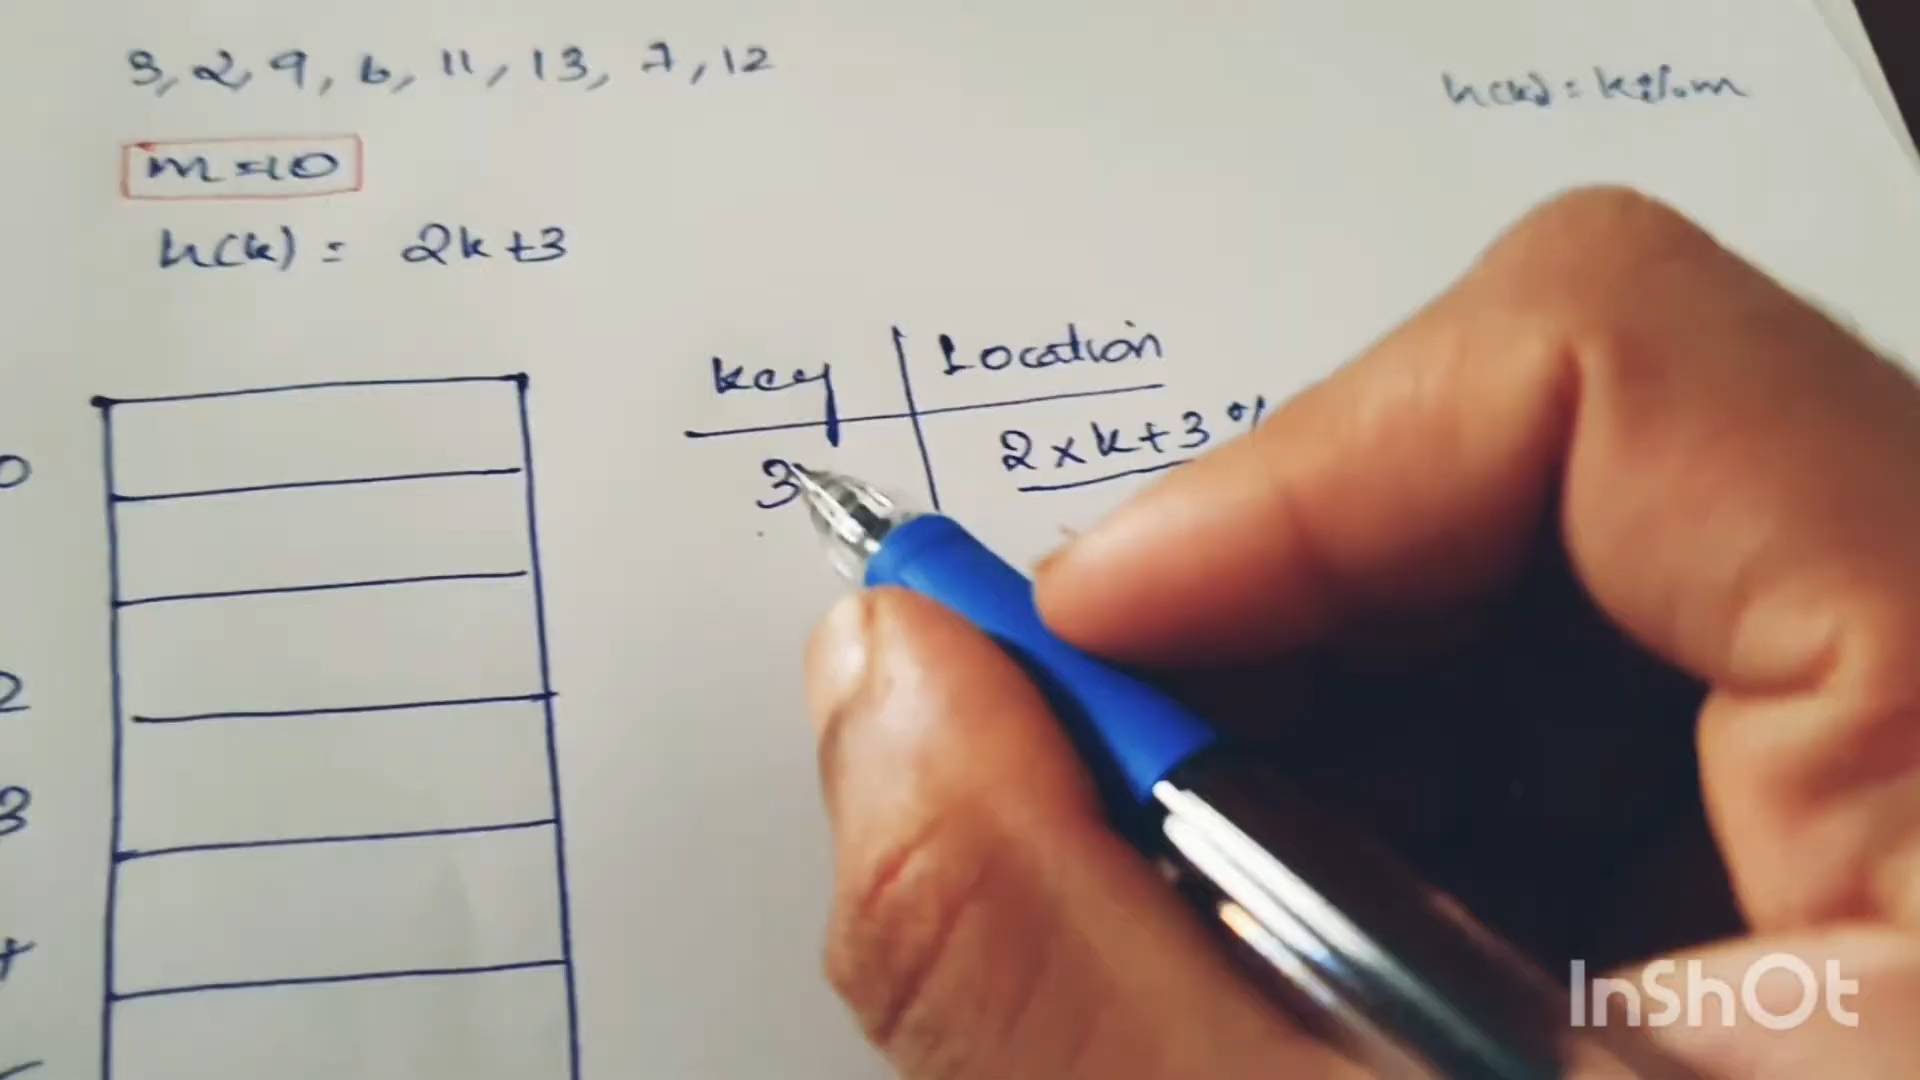 3, 2, 9, 6, 11, 13, 7, 12
h(k) = k % m
m = 10
h(k) = 2k + 3
key Location
3 2 x k + 3 %
0
2
3
4
InShOt